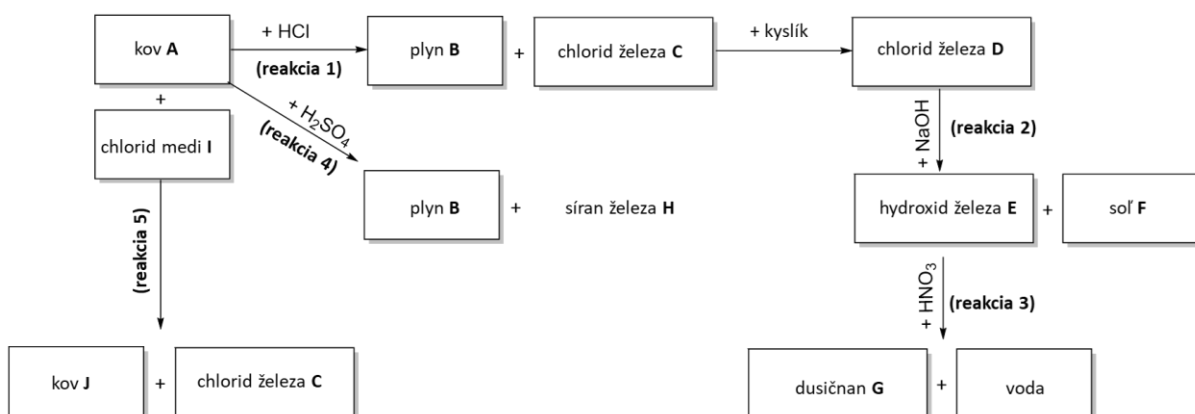 kov A
+ HCl
(reakcia 1)
plyn B
+
chlorid železa C
+ kyslík
chlorid železa D
+
chlorid medi I
+ H₂SO₄
(reakcia 4)
+ NaOH
(reakcia 2)
plyn B
+
síran železa H
hydroxid železa E
+
soľ F
(reakcia 5)
+ HNO₃
(reakcia 3)
kov J
+
chlorid železa C
dusičnan G
+
voda